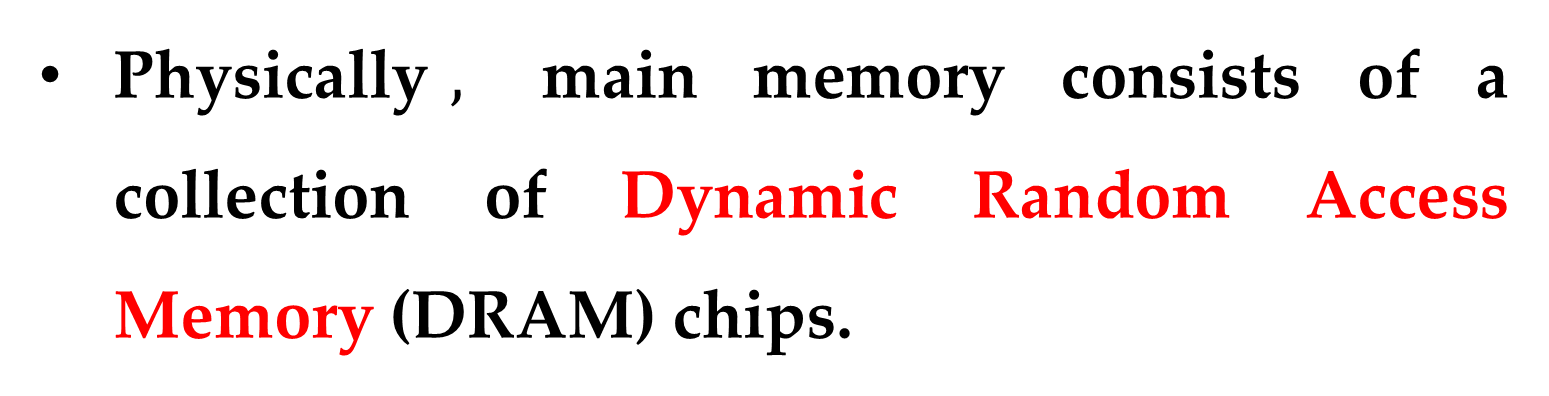 • Physically , main memory consists of a
collection of Dynamic Random Access
Memory (DRAM) chips.